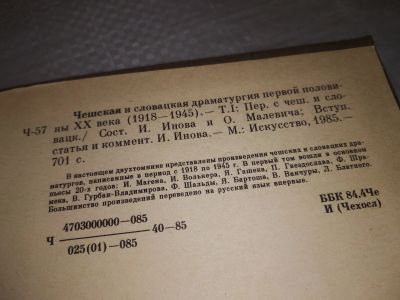 Чешская и словацкая драматургия первой полови-
Ч-57 ны XX века (1918—1945).— Т.I: Пер. с чеш. и сло-
вацк./ Сост. И. Инова и О. Малевича; Вступ.
статья и коммент. И. Инова.— М.: Искусство, 1985.—
701 с.
В настоящем двухтомнике представлены произведения чешских и словацких дра-
матургов, написанные в период с 1918 по 1945 г. В первый том вошли в основном
пьесы 20-х годов: И. Магена, И. Волькера, Я. Гашека, П. Гвездослава, Ф. Шра-
мека, В. Гурбан-Владимирова, Ф. Шальды, Я. Бартоша, В. Ванчуры, Л. Блатного.
Большинство произведений переведено на русский язык впервые.
Ч 4703000000—085
025(01)—85 40—85
ББК 84.4Че
И (Чехосл)